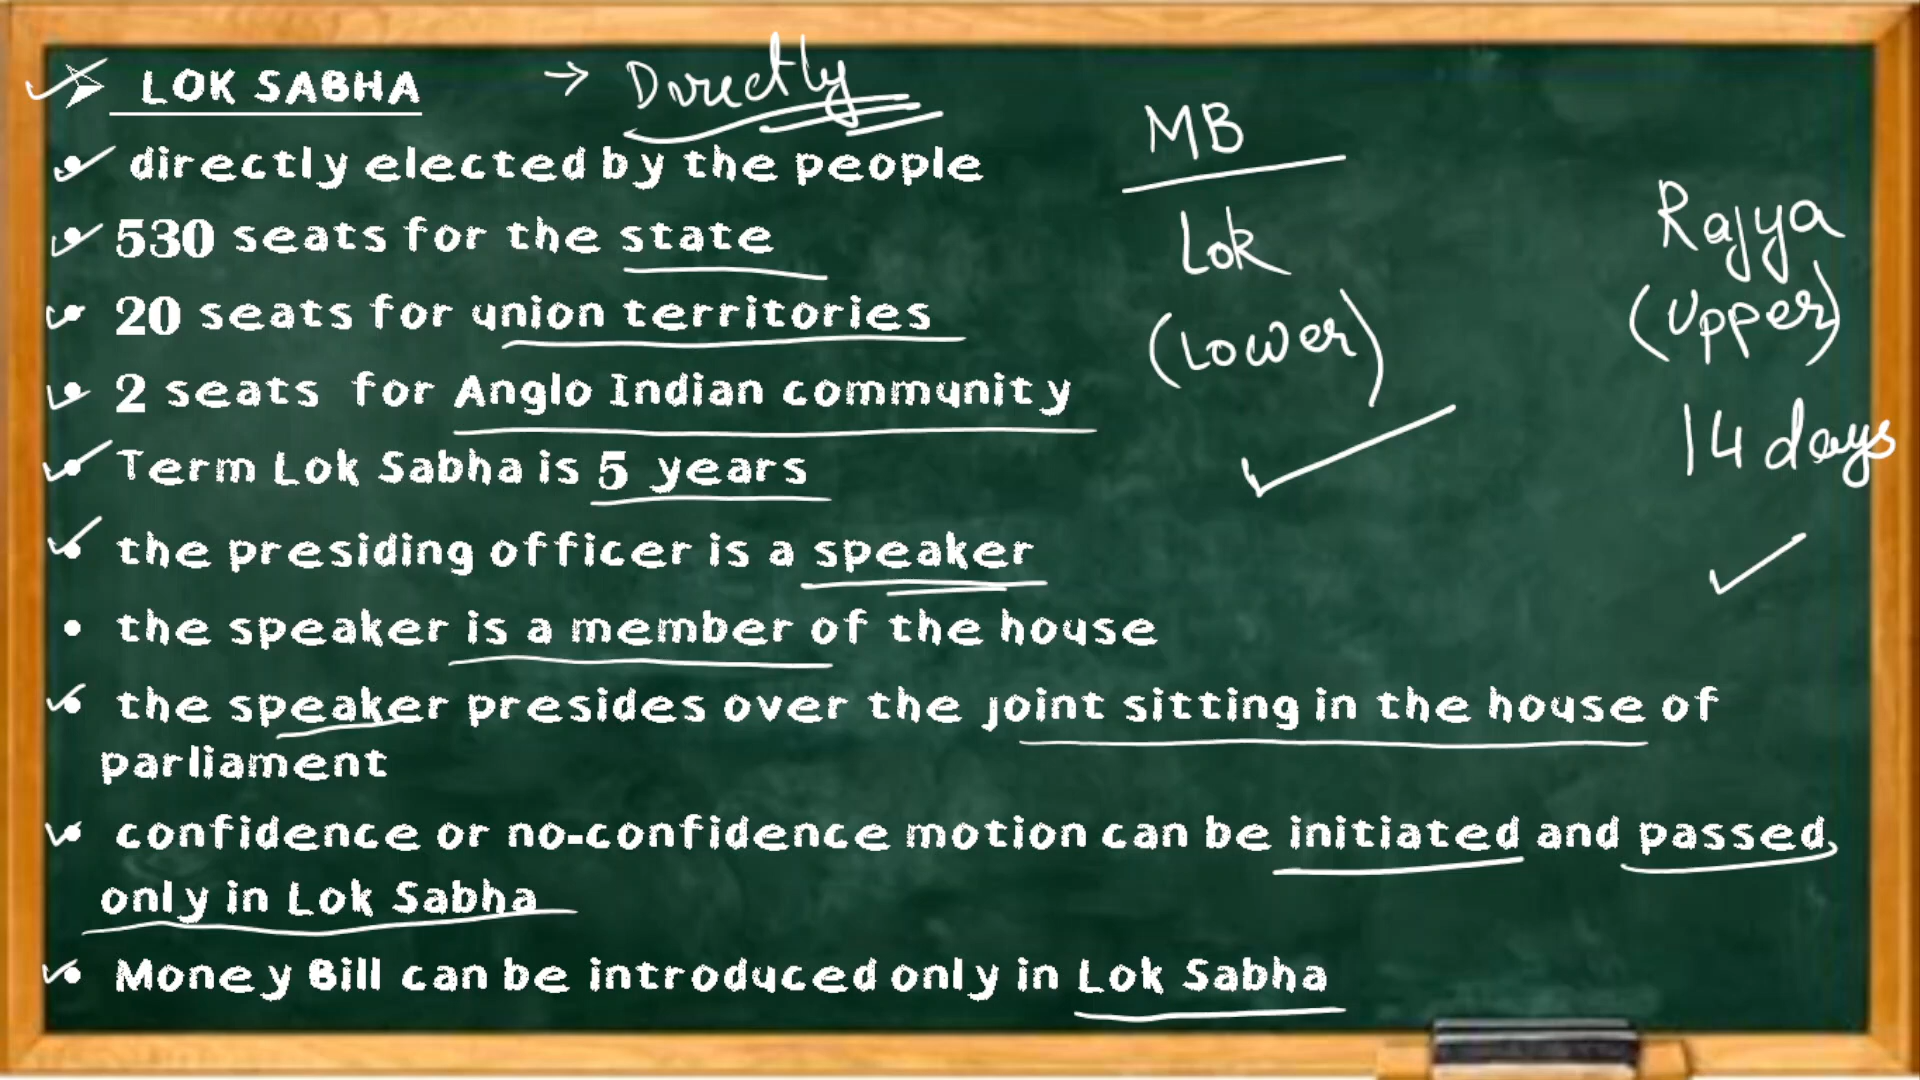 LOK SABHA → Directly
directly elected by the people
530 seats for the state
20 seats for union territories
2 seats for Anglo Indian community
Term Lok Sabha is 5 years
the presiding officer is a speaker
the speaker is a member of the house
the speaker presides over the joint sitting in the house of
parliament
confidence or no-confidence motion can be initiated and passed
only in Lok Sabha
Money Bill can be introduced only in Lok Sabha
MB
Lok
(Lower)
Rajya
(Upper)
14 days